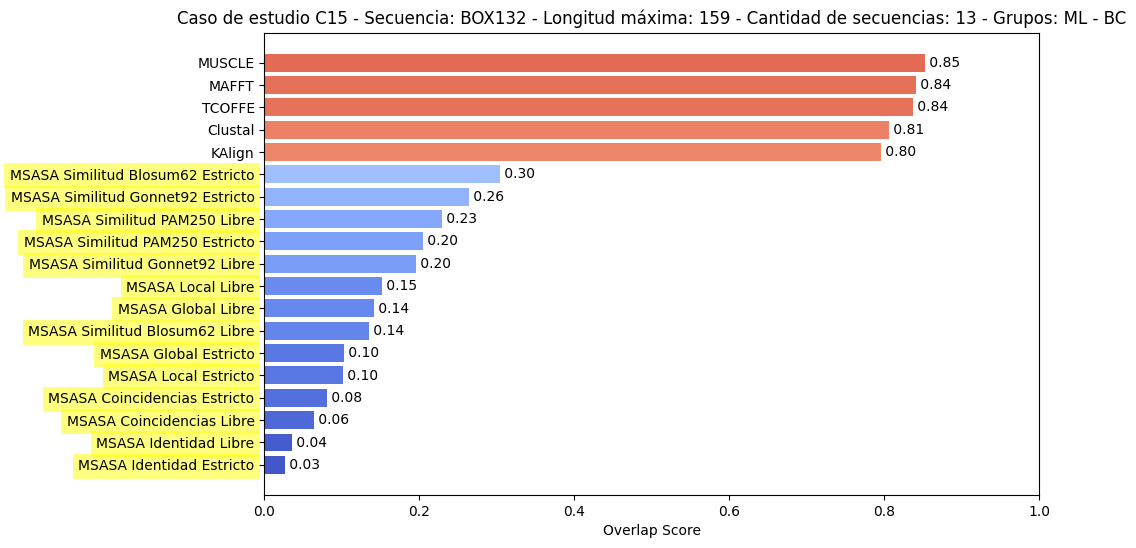 Caso de estudio C15 - Secuencia: BOX132 - Longitud máxima: 159 - Cantidad de secuencias: 13 - Grupos: ML - BC
MUSCLE 0.85
MAFFT 0.84
TCOFFE 0.84
Clustal 0.81
KAlign 0.80
MSASA Similitud Blosum62 Estricto 0.30
MSASA Similitud Gonnet92 Estricto 0.26
MSASA Similitud PAM250 Libre 0.23
MSASA Similitud PAM250 Estricto 0.20
MSASA Similitud Gonnet92 Libre 0.20
MSASA Local Libre 0.15
MSASA Global Libre 0.14
MSASA Similitud Blosum62 Libre 0.14
MSASA Global Estricto 0.10
MSASA Local Estricto 0.10
MSASA Coincidencias Estricto 0.08
MSASA Coincidencias Libre 0.06
MSASA Identidad Libre 0.04
MSASA Identidad Estricto 0.03
0.0 0.2 0.4 0.6 0.8 1.0
Overlap Score